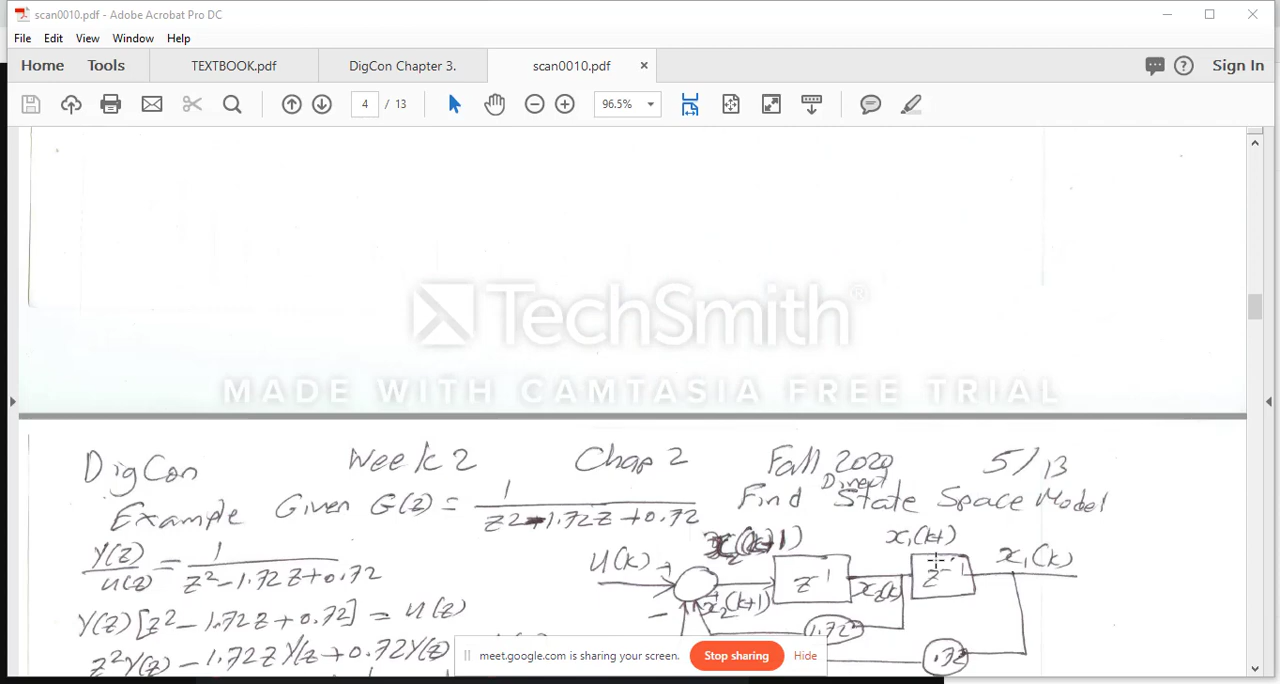 scan0010.pdf - Adobe Acrobat Pro DC
File Edit View Window Help
Home Tools TEXTBOOK.pdf DigCon Chapter 3. scan0010.pdf × Sign In
4 / 13 96.5%
TechSmith®
MADE WITH CAMTASIA FREE TRIAL
DigCon Week 2 Chap 2 Fall 2020 5/13
Example Given G(z) = 1 / z2-1.72z+0.72 Find Direct State Space Model
Y(z)/U(z) = 1 / z²-1.72z+0.72
U(k) + x2(k+1) z⁻¹ x2(k) x1(k+1) z⁻¹ x1(k)
Y(z)[z²-1.72z+0.72] = U(z)
- 1.72
z²Y(z) - 1.72zY(z+0.72Y(z)
.72
meet.google.com is sharing your screen. Stop sharing Hide